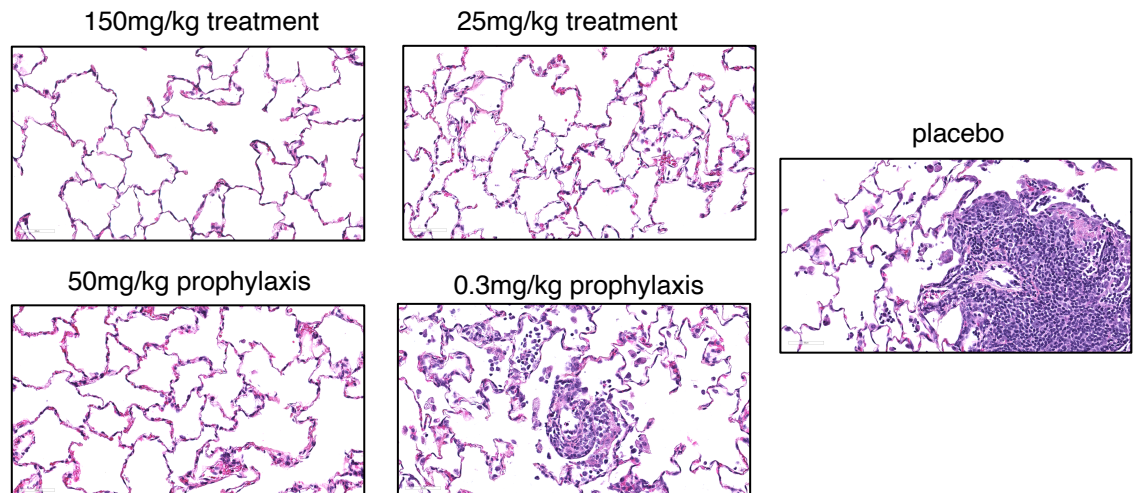 150mg/kg treatment
25mg/kg treatment
placebo
50mg/kg prophylaxis
0.3mg/kg prophylaxis